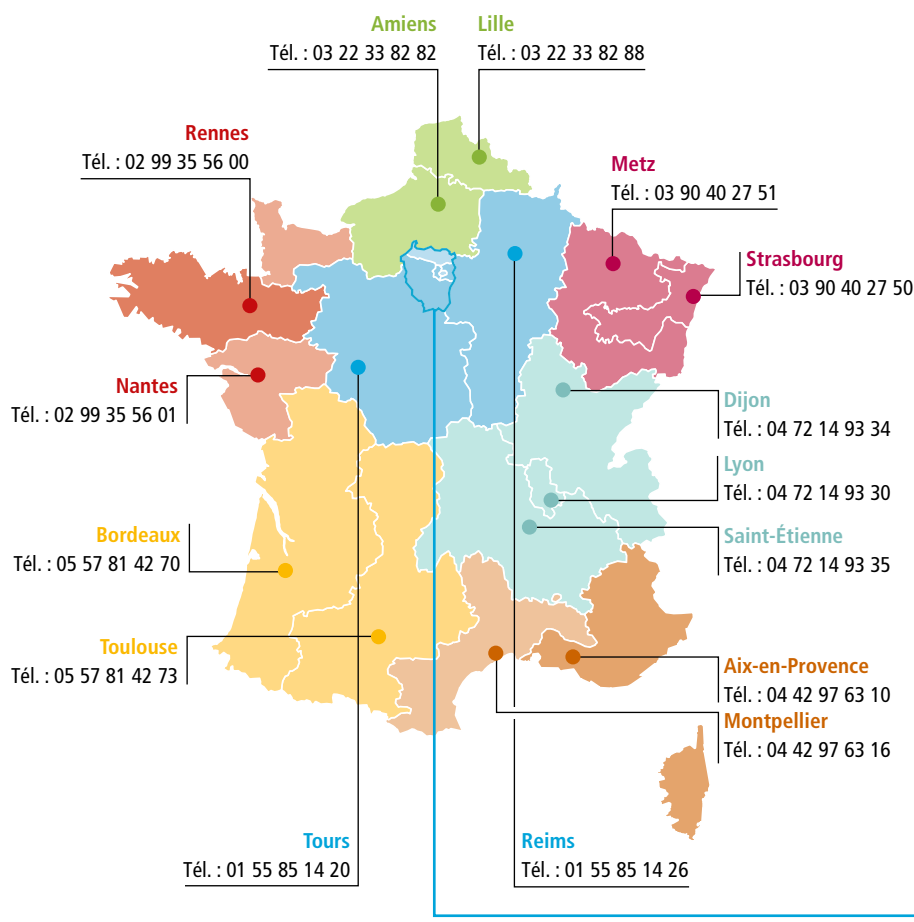 Amiens
Tél. : 03 22 33 82 82
Lille
Tél. : 03 22 33 82 88
Rennes
Tél. : 02 99 35 56 00
Metz
Tél. : 03 90 40 27 51
Strasbourg
Tél. : 03 90 40 27 50
Nantes
Tél. : 02 99 35 56 01
Dijon
Tél. : 04 72 14 93 34
Lyon
Tél. : 04 72 14 93 30
Bordeaux
Tél. : 05 57 81 42 70
Saint-Étienne
Tél. : 04 72 14 93 35
Toulouse
Tél. : 05 57 81 42 73
Aix-en-Provence
Tél. : 04 42 97 63 10
Montpellier
Tél. : 04 42 97 63 16
Tours
Tél. : 01 55 85 14 20
Reims
Tél. : 01 55 85 14 26